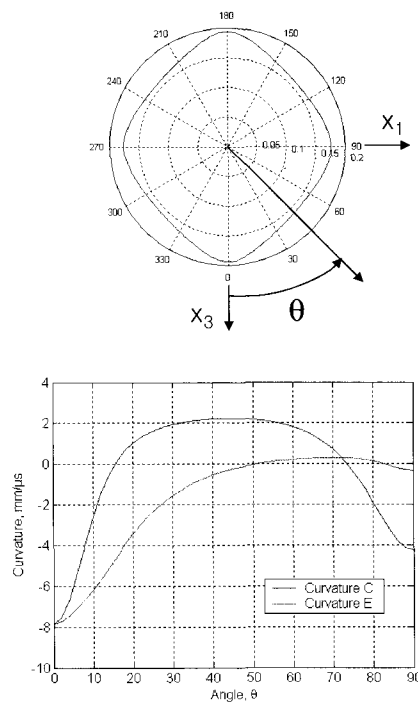 180
210 150
240 120
270 0.05 0.1 0.15 90 X1
0.2
300 60
330 30
0
X3 θ
4
2
0
-2
-4
-6
-8
-10
Curvature, mm/μs
Curvature C
Curvature E
0 10 20 30 40 50 60 70 80 90
Angle, θ